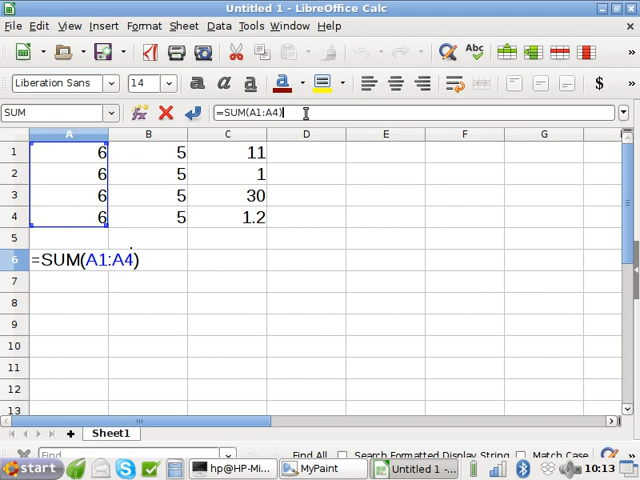 Untitled 1 - LibreOffice Calc
File Edit View Insert Format Sheet Data Tools Window Help
Liberation Sans 14 a a a a $
SUM =SUM(A1:A4)
A B C D E F G
1 6 5 11
2 6 5 1
3 6 5 30
4 6 5 1.2
5
6 =SUM(A1:A4)
7
8
9
10
11
12
13
Sheet1
Find Find All Search Formatted Display String Match Case
start hp@HP-Mi... MyPaint Untitled 1 -... 10:13